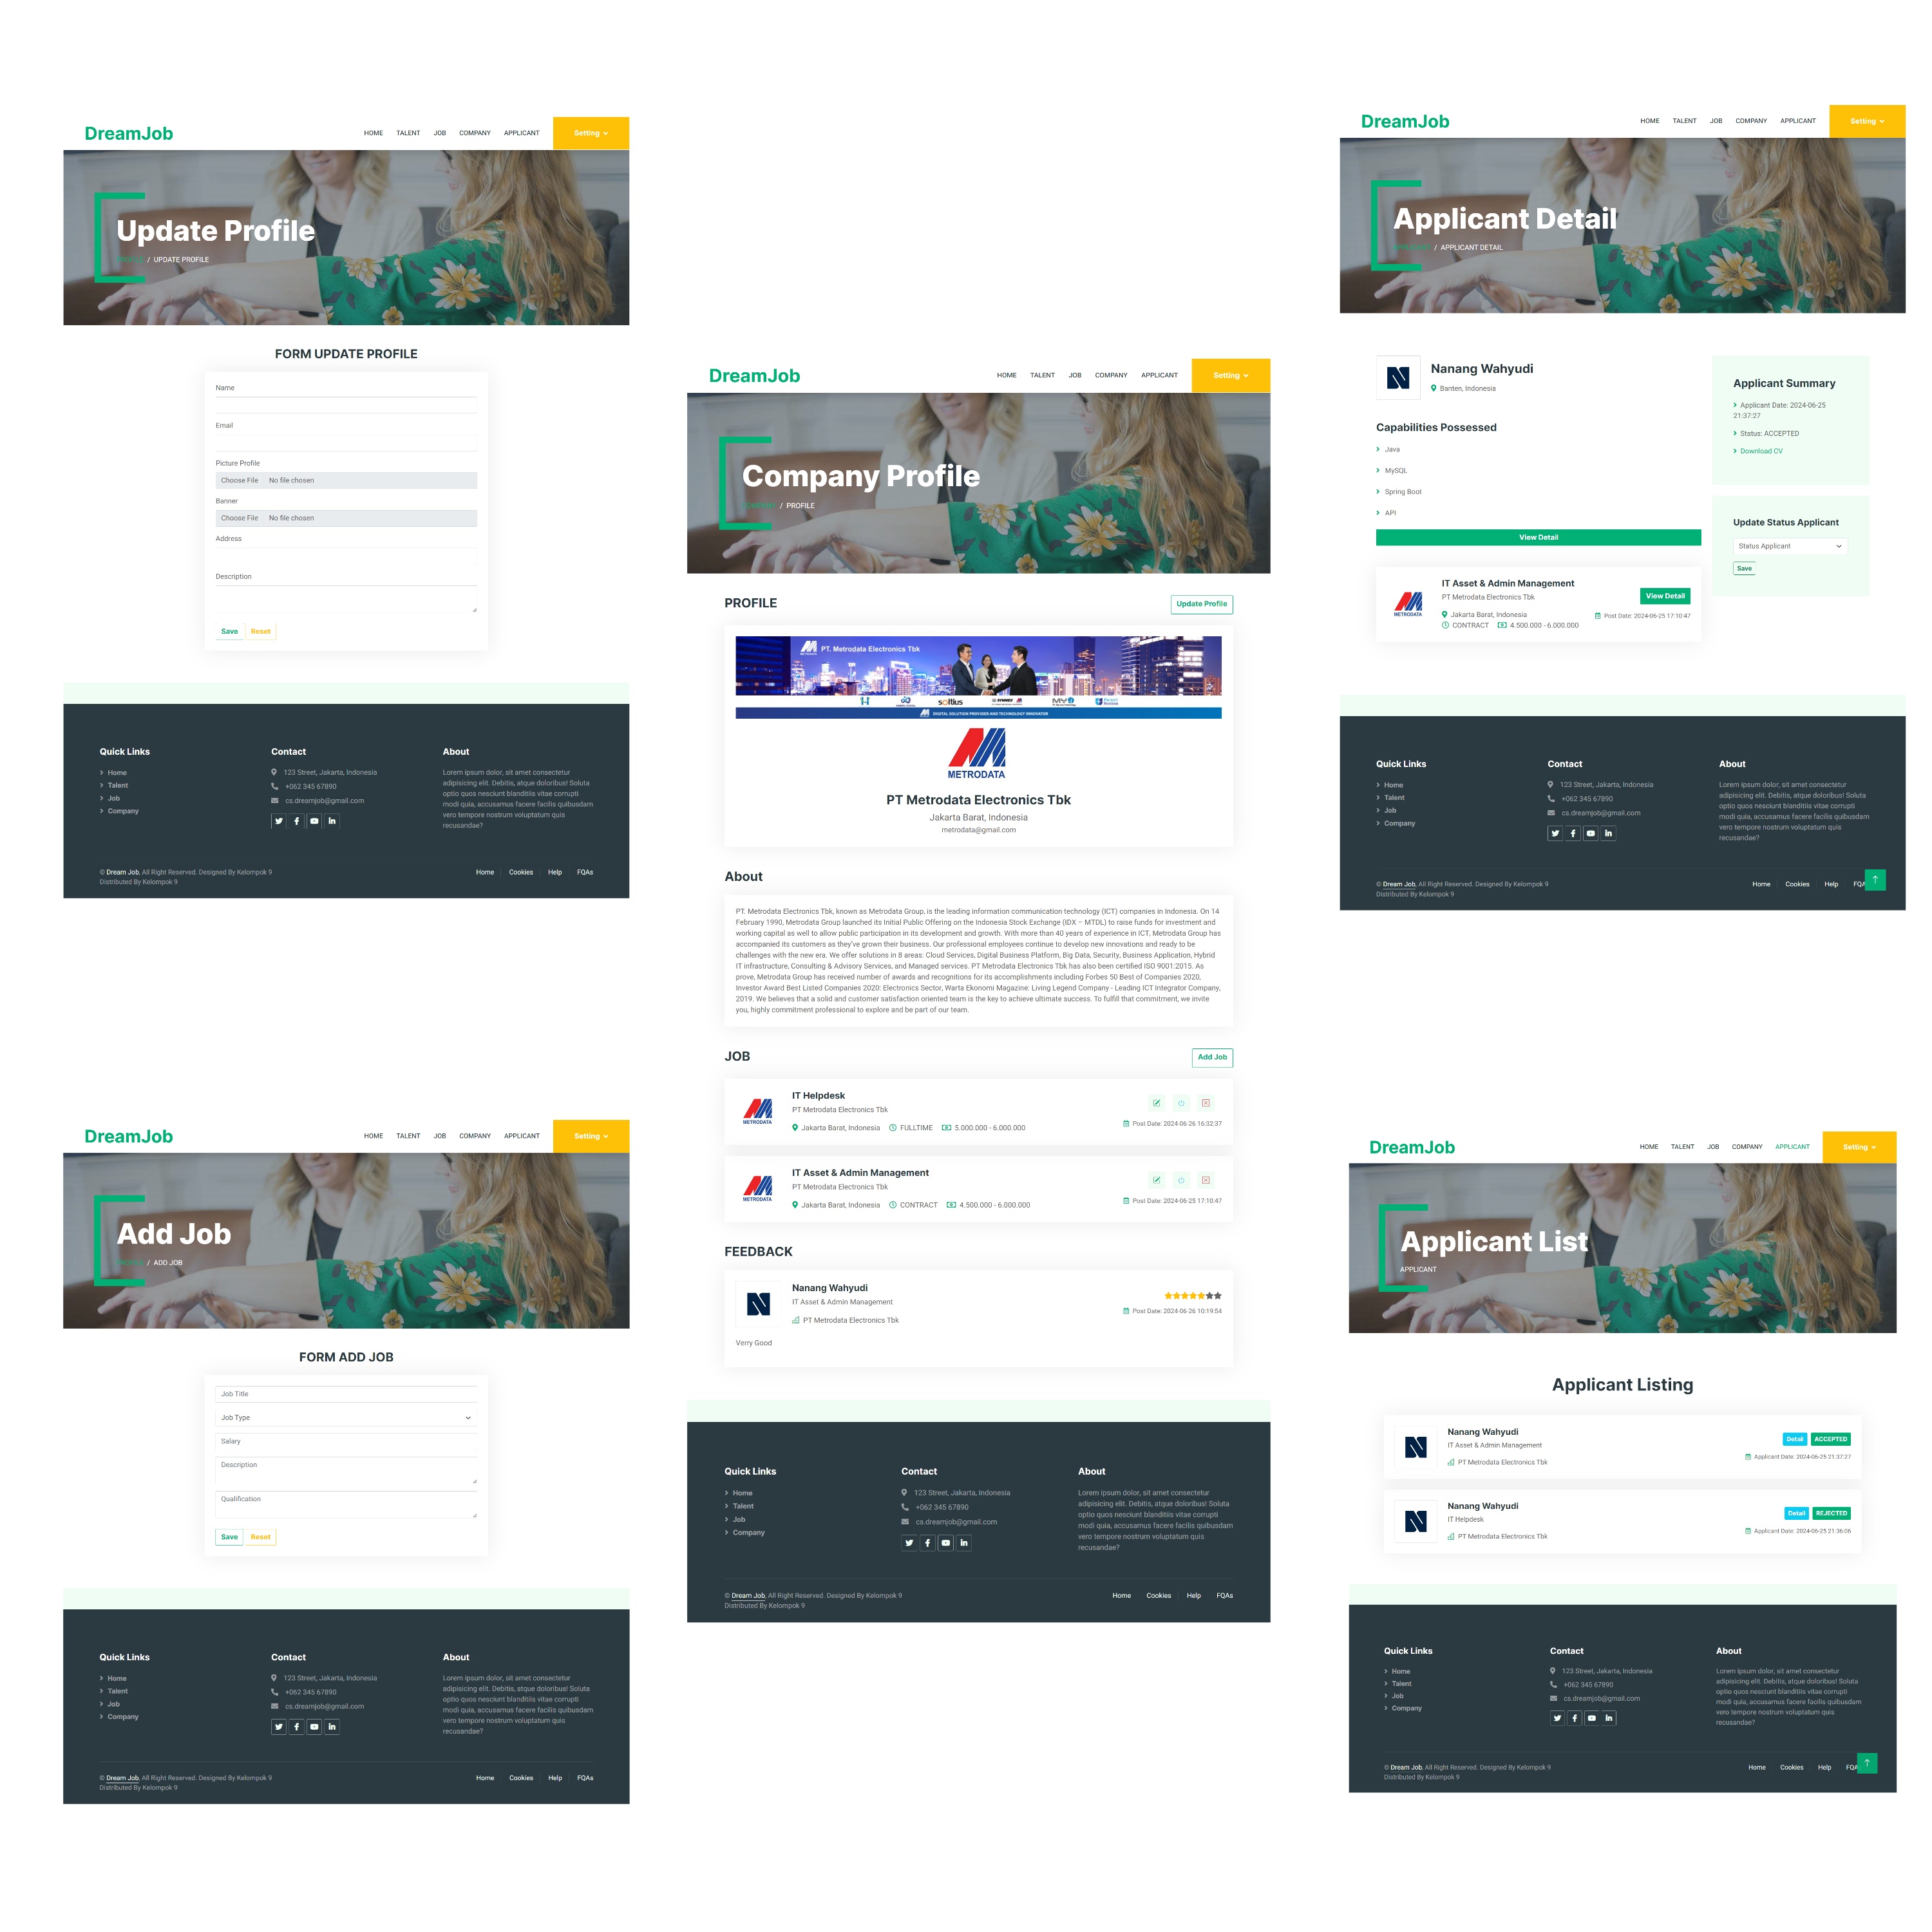 DreamJob
HOME TALENT JOB COMPANY APPLICANT Setting
Update Profile
/ UPDATE PROFILE
FORM UPDATE PROFILE
Name
Email
Picture Profile
Choose File No file chosen
Banner
Choose File No file chosen
Address
Description
Save Reset
Quick Links
Home
Talent
Job
Company
Contact
123 Street, Jakarta, Indonesia
+062 345 67890
cs.dreamjob@gmail.com
About
Lorem ipsum dolor, sit amet consectetur
adipisicing elit. Debitis, atque doloribus! Soluta
optio quos nesciunt blanditiis vitae corrupti
modi quia, accusamus facere facilis quibusdam
vero tempore nostrum voluptatum quis
recusandae?
© Dream Job, All Right Reserved. Designed By Kelompok 9
Distributed By Kelompok 9
Home Cookies Help FQAs
DreamJob
HOME TALENT JOB COMPANY APPLICANT Setting
Add Job
/ ADD JOB
FORM ADD JOB
Job Title
Job Type
Salary
Description
Qualification
Save Reset
Quick Links
Home
Talent
Job
Company
Contact
123 Street, Jakarta, Indonesia
+062 345 67890
cs.dreamjob@gmail.com
About
Lorem ipsum dolor, sit amet consectetur
adipisicing elit. Debitis, atque doloribus! Soluta
optio quos nesciunt blanditiis vitae corrupti
modi quia, accusamus facere facilis quibusdam
vero tempore nostrum voluptatum quis
recusandae?
© Dream Job, All Right Reserved. Designed By Kelompok 9
Distributed By Kelompok 9
Home Cookies Help FQAs
DreamJob
HOME TALENT JOB COMPANY APPLICANT Setting
Company Profile
/ PROFILE
PROFILE
Update Profile
PT. Metrodata Electronics Tbk
soltius
DIGITAL SOLUTION PROVIDER AND TECHNOLOGY INNOVATOR
METRODATA
PT Metrodata Electronics Tbk
Jakarta Barat, Indonesia
metrodata@gmail.com
About
PT. Metrodata Electronics Tbk, known as Metrodata Group, is the leading information communication technology (ICT) companies in Indonesia. On 14
February 1990, Metrodata Group launched its Initial Public Offering on the Indonesia Stock Exchange (IDX – MTDL) to raise funds for investment and
working capital as well to allow public participation in its development and growth. With more than 40 years of experience in ICT, Metrodata Group has
accompanied its customers as they've grown their business. Our professional employees continue to develop new innovations and ready to be
challenges with the new era. We offer solutions in 8 areas: Cloud Services, Digital Business Platform, Big Data, Security, Business Application, Hybrid
IT infrastructure, Consulting & Advisory Services, and Managed services. PT Metrodata Electronics Tbk has also been certified ISO 9001:2015. As
prove, Metrodata Group has received number of awards and recognitions for its accomplishments including Forbes 50 Best of Companies 2020,
Investor Award Best Listed Companies 2020: Electronics Sector, Warta Ekonomi Magazine: Living Legend Company - Leading ICT Integrator Company,
2019. We believes that a solid and customer satisfaction oriented team is the key to achieve ultimate success. To fulfill that commitment, we invite
you, highly commitment professional to explore and be part of our team.
JOB
Add Job
METRODATA
IT Helpdesk
PT Metrodata Electronics Tbk
Jakarta Barat, Indonesia FULLTIME 5.000.000 - 6.000.000
Post Date: 2024-06-26 16:32:37
METRODATA
IT Asset & Admin Management
PT Metrodata Electronics Tbk
Jakarta Barat, Indonesia CONTRACT 4.500.000 - 6.000.000
Post Date: 2024-06-25 17:10:47
FEEDBACK
Nanang Wahyudi
IT Asset & Admin Management
PT Metrodata Electronics Tbk
Post Date: 2024-06-26 10:19:54
Verry Good
Quick Links
Home
Talent
Job
Company
Contact
123 Street, Jakarta, Indonesia
+062 345 67890
cs.dreamjob@gmail.com
About
Lorem ipsum dolor, sit amet consectetur
adipisicing elit. Debitis, atque doloribus! Soluta
optio quos nesciunt blanditiis vitae corrupti
modi quia, accusamus facere facilis quibusdam
vero tempore nostrum voluptatum quis
recusandae?
© Dream Job, All Right Reserved. Designed By Kelompok 9
Distributed By Kelompok 9
Home Cookies Help FQAs
DreamJob
HOME TALENT JOB COMPANY APPLICANT Setting
Applicant Detail
/ APPLICANT DETAIL
Nanang Wahyudi
Banten, Indonesia
Capabilities Possessed
Java
MySQL
Spring Boot
API
View Detail
METRODATA
IT Asset & Admin Management
PT Metrodata Electronics Tbk
Jakarta Barat, Indonesia
CONTRACT 4.500.000 - 6.000.000
View Detail
Post Date: 2024-06-25 17:10:47
Applicant Summary
Applicant Date: 2024-06-25
21:37:27
Status: ACCEPTED
Download CV
Update Status Applicant
Status Applicant
Save
Quick Links
Home
Talent
Job
Company
Contact
123 Street, Jakarta, Indonesia
+062 345 67890
cs.dreamjob@gmail.com
About
Lorem ipsum dolor, sit amet consectetur
adipisicing elit. Debitis, atque doloribus! Soluta
optio quos nesciunt blanditiis vitae corrupti
modi quia, accusamus facere facilis quibusdam
vero tempore nostrum voluptatum quis
recusandae?
© Dream Job, All Right Reserved. Designed By Kelompok 9
Distributed By Kelompok 9
Home Cookies Help FQA
DreamJob
HOME TALENT JOB COMPANY APPLICANT Setting
Applicant List
APPLICANT
Applicant Listing
Nanang Wahyudi
IT Asset & Admin Management
PT Metrodata Electronics Tbk
Detail ACCEPTED
Applicant Date: 2024-06-25 21:37:27
Nanang Wahyudi
IT Helpdesk
PT Metrodata Electronics Tbk
Detail REJECTED
Applicant Date: 2024-06-25 21:36:06
Quick Links
Home
Talent
Job
Company
Contact
123 Street, Jakarta, Indonesia
+062 345 67890
cs.dreamjob@gmail.com
About
Lorem ipsum dolor, sit amet consectetur
adipisicing elit. Debitis, atque doloribus! Soluta
optio quos nesciunt blanditiis vitae corrupti
modi quia, accusamus facere facilis quibusdam
vero tempore nostrum voluptatum quis
recusandae?
© Dream Job, All Right Reserved. Designed By Kelompok 9
Distributed By Kelompok 9
Home Cookies Help FQA